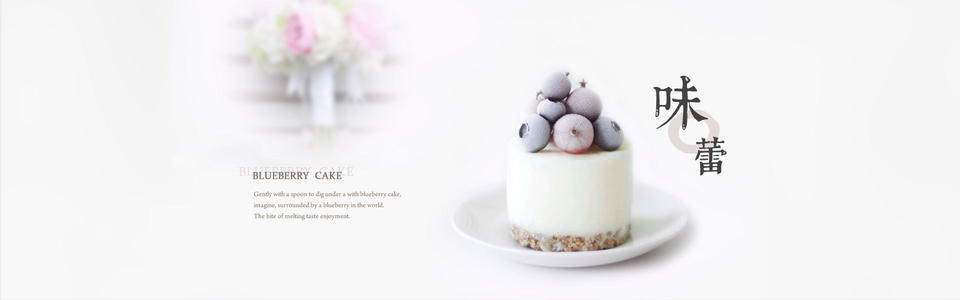 BLUEBERRY CAKE
BLUEBERRY CAKE
Gently with a spoon to dig under a with blueberry cake,
imagine, surrounded by a blueberry in the world.
The bite of melting taste enjoyment.
味
蕾